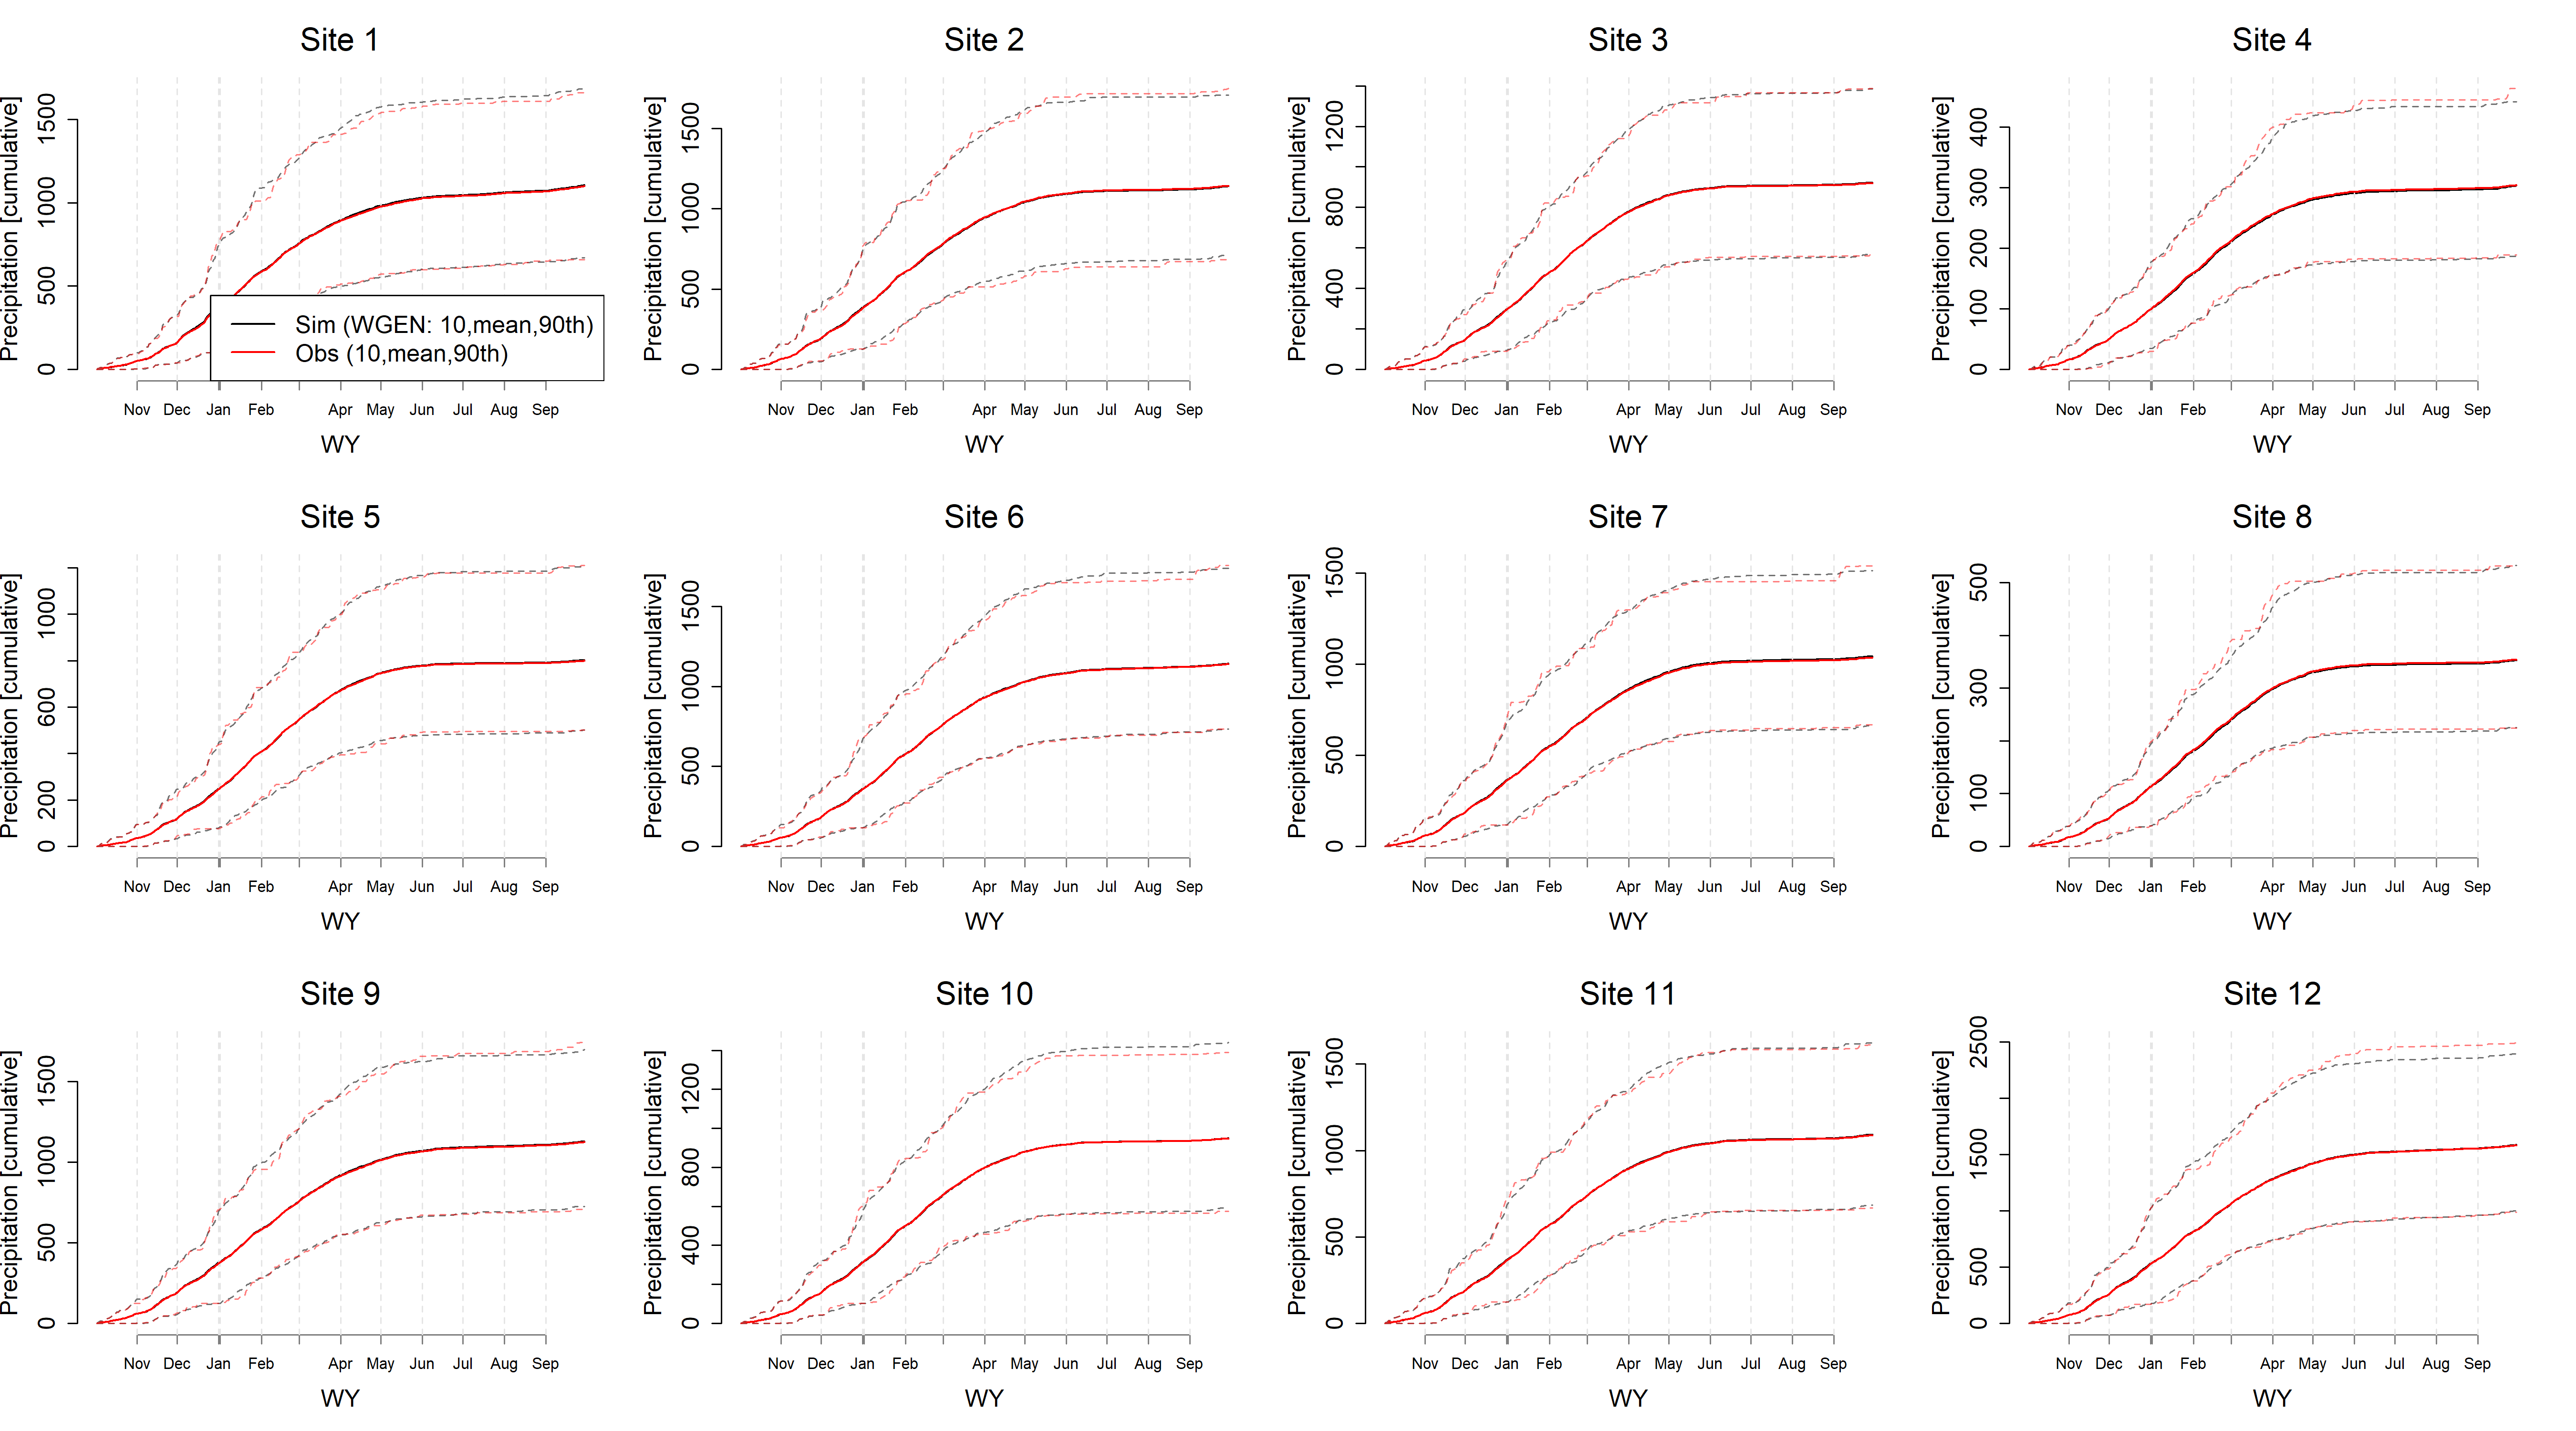 Site 1
Precipitation [cumulative]
0 500 1000 1500
Sim (WGEN: 10,mean,90th)
Obs (10,mean,90th)
Nov Dec Jan Feb Apr May Jun Jul Aug Sep
WY
Site 2
Precipitation [cumulative]
0 500 1000 1500
Nov Dec Jan Feb Apr May Jun Jul Aug Sep
WY
Site 3
Precipitation [cumulative]
0 400 800 1200
Nov Dec Jan Feb Apr May Jun Jul Aug Sep
WY
Site 4
Precipitation [cumulative]
0 100 200 300 400
Nov Dec Jan Feb Apr May Jun Jul Aug Sep
WY
Site 5
Precipitation [cumulative]
0 200 600 1000
Nov Dec Jan Feb Apr May Jun Jul Aug Sep
WY
Site 6
Precipitation [cumulative]
0 500 1000 1500
Nov Dec Jan Feb Apr May Jun Jul Aug Sep
WY
Site 7
Precipitation [cumulative]
0 500 1000 1500
Nov Dec Jan Feb Apr May Jun Jul Aug Sep
WY
Site 8
Precipitation [cumulative]
0 100 300 500
Nov Dec Jan Feb Apr May Jun Jul Aug Sep
WY
Site 9
Precipitation [cumulative]
0 500 1000 1500
Nov Dec Jan Feb Apr May Jun Jul Aug Sep
WY
Site 10
Precipitation [cumulative]
0 400 800 1200
Nov Dec Jan Feb Apr May Jun Jul Aug Sep
WY
Site 11
Precipitation [cumulative]
0 500 1000 1500
Nov Dec Jan Feb Apr May Jun Jul Aug Sep
WY
Site 12
Precipitation [cumulative]
0 500 1500 2500
Nov Dec Jan Feb Apr May Jun Jul Aug Sep
WY